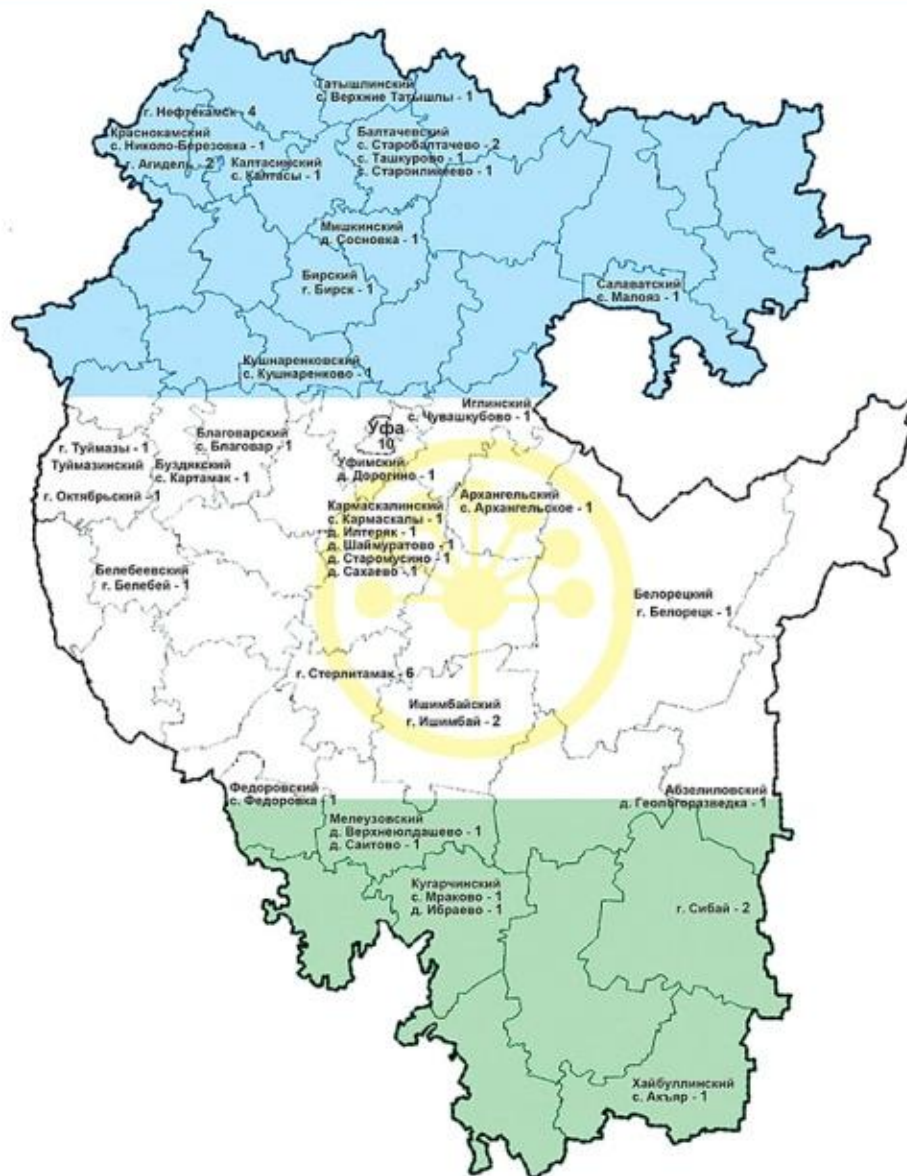 Татышлинский
с. Верхние Татышлы - 1
г. Нефтекамск - 4
Краснокамский
с. Николо-Березовка - 1
г. Агидель - 2
Калтасинский
с. Калтасы - 1
Балтачевский
с. Старобалтачево - 2
с. Ташкурово - 1
с. Староиликеево - 1
Мишкинский
д. Сосновка - 1
Бирский
г. Бирск - 1
Салаватский
с. Малояз - 1
Кушнаренковский
с. Кушнаренково - 1
Иглинский
с. Чувашкубово - 1
Уфа
10
Благоварский
с. Благовар - 1
г. Туймазы - 1
Туймазинский
г. Октябрьский - 1
Буздякский
с. Картамак - 1
Уфимский
д. Дорогино - 1
Архангельский
с. Архангельское - 1
Кармаскалинский
с. Кармаскалы - 1
д. Илтеряк - 1
д. Шаймуратово - 1
д. Старомусино - 1
д. Сахаево - 1
Белебеевский
г. Белебей - 1
Белорецкий
г. Белорецк - 1
г. Стерлитамак - 6
Ишимбайский
г. Ишимбай - 2
Федоровский
с. Федоровка - 1
Абзелиловский
д. Геологоразведка - 1
Мелеузовский
д. Верхнеюлдашево - 1
д. Саитово - 1
Кугарчинский
с. Мраково - 1
д. Ибраево - 1
г. Сибай - 2
Хайбуллинский
с. Акъяр - 1